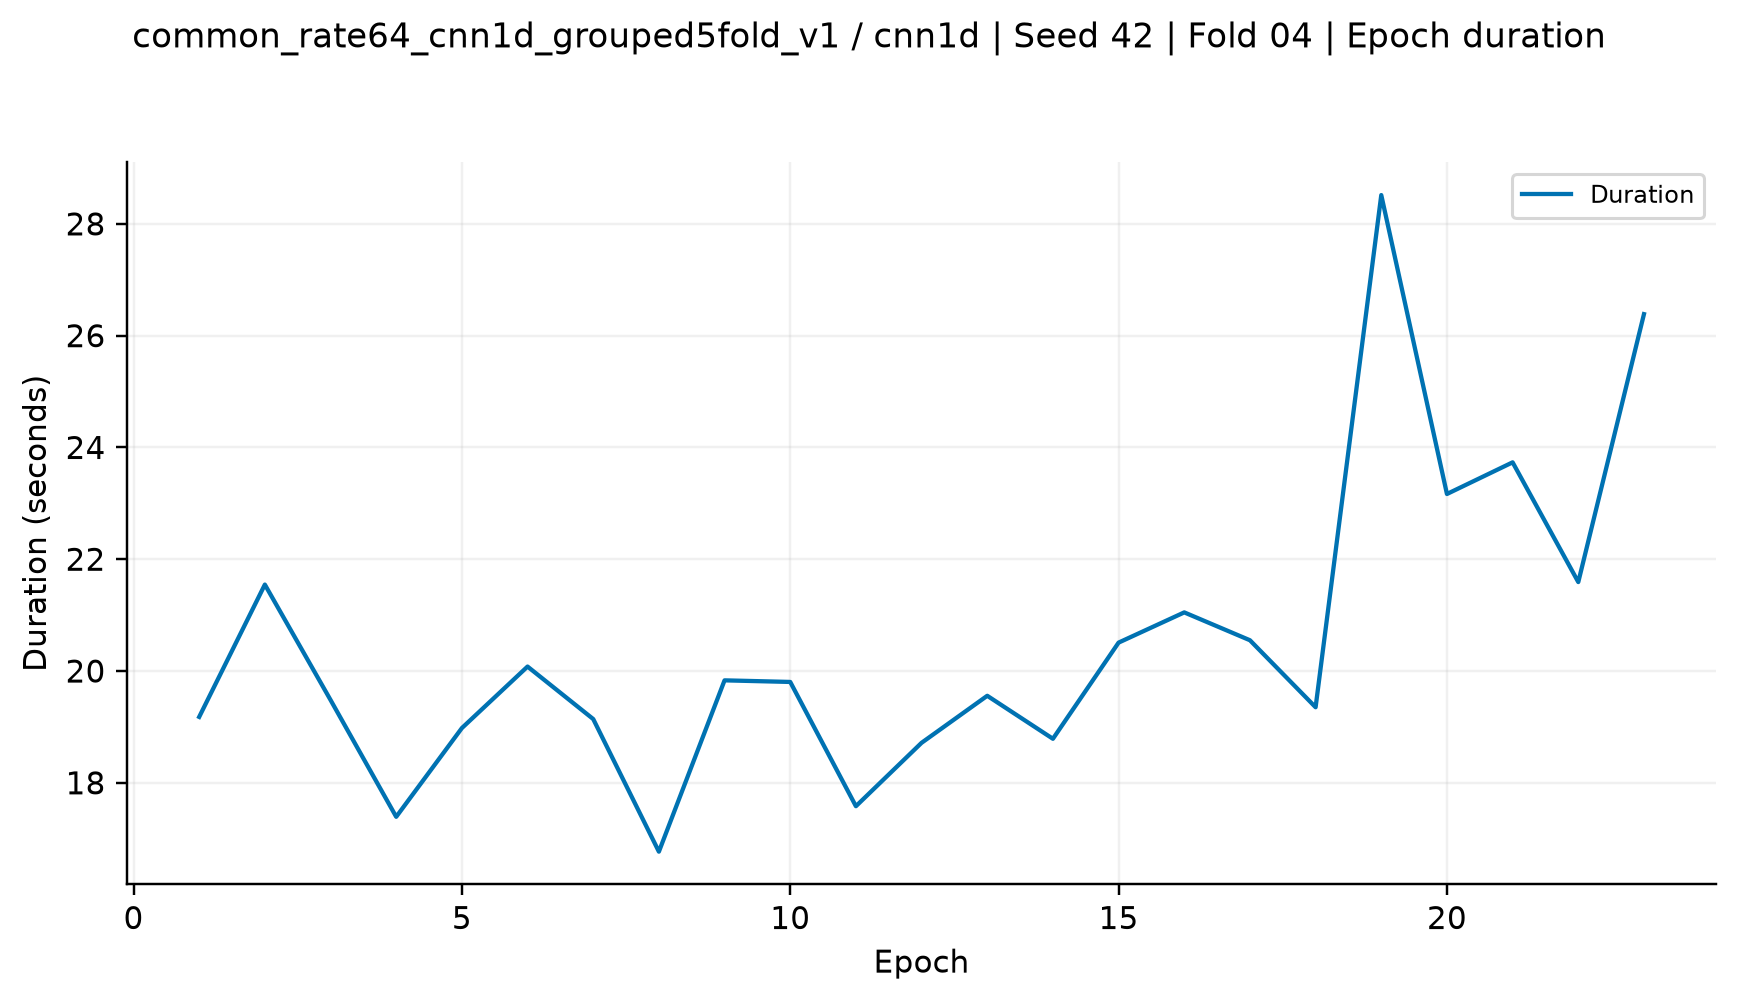 common_rate64_cnn1d_grouped5fold_v1 / cnn1d | Seed 42 | Fold 04 | Epoch duration
Duration
28
26
24
22
20
18
Duration (seconds)
0 5 10 15 20
Epoch